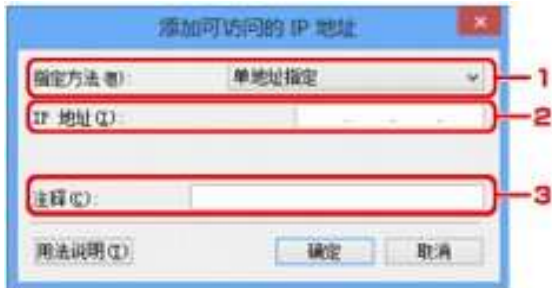 添加可访问的 IP 地址
指定方法(E): 单地址指定 1
IP 地址(I): . . . 2
注释(C): 3
用法说明(T) 确定 取消